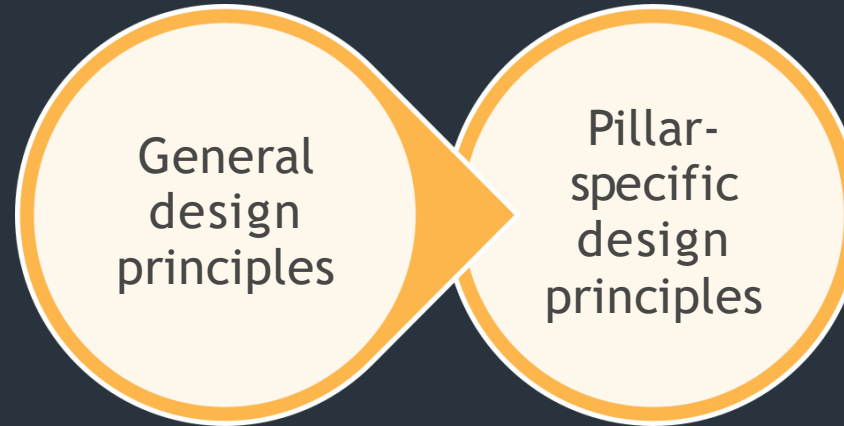 General
design
principles
Pillar-
specific
design
principles